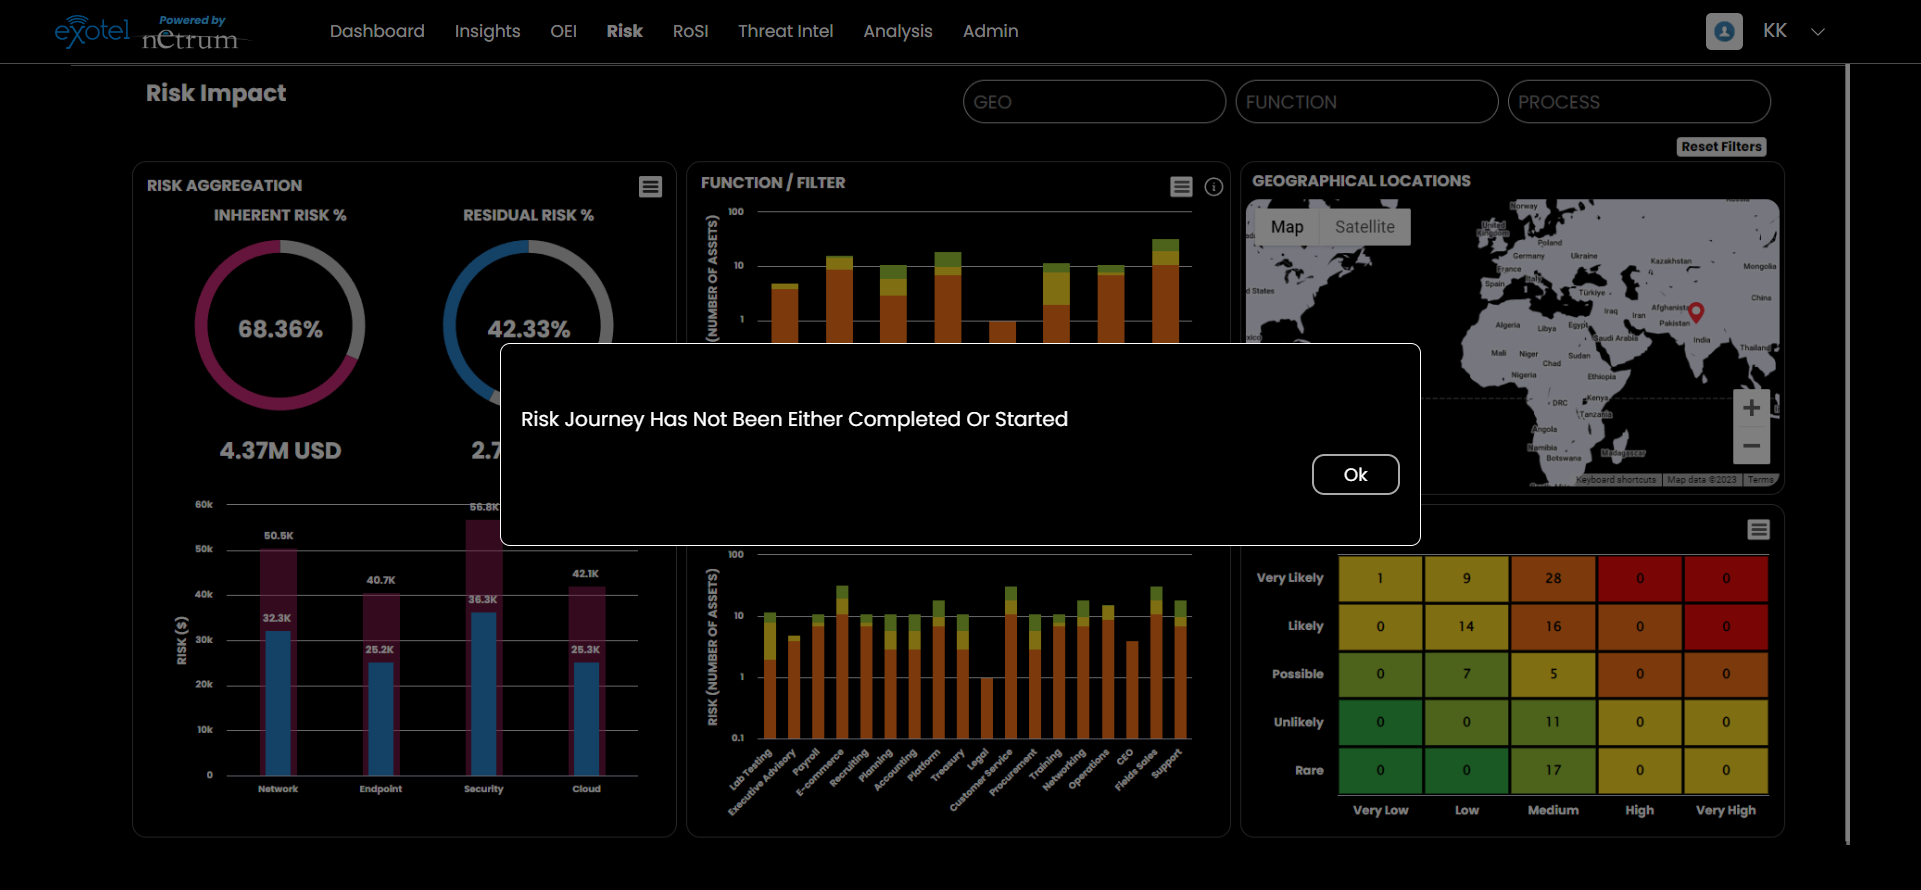 exotel
Powered by
netrum
Dashboard Insights OEI Risk RoSI Threat Intel Analysis Admin
KK
Risk Impact
GEO FUNCTION PROCESS
Reset Filters
RISK AGGREGATION
INHERENT RISK % RESIDUAL RISK %
68.36% 42.33%
4.37M USD 2.7
60k
50k
40k
30k
20k
10k
0
RISK ($)
50.5K 40.7K 56.8K 42.1K
32.3K 25.2K 36.3K 25.3K
Network Endpoint Security Cloud
FUNCTION / FILTER
100
10
1
(NUMBER OF ASSETS)
Risk Journey Has Not Been Either Completed Or Started
Ok
100
10
1
0.1
RISK (NUMBER OF ASSETS)
Lab Testing
Executive Advisory
Payroll
E-commerce
Recruiting
Planning
Accounting
Platform
Treasury
Legal
Customer Service
Procurement
Training
Networking
Operations
CEO
Fields Sales
Support
GEOGRAPHICAL LOCATIONS
Map Satellite
Norway
United
Kingdom
Poland
Germany
Ukraine
France
Kazakhstan
Mongolia
Italy
Spain
Türkiye
China
d States
Afghanista
Iraq
Iran
Pakistan
Algeria
Libya
Egypt
Saudi Arabia
India
Thailand
xico
Mali
Niger
Chad
Sudan
Nigeria
Ethiopia
DRC
Kenya
Tanzania
Angola
Namibia
Botswana
Madagascar
Keyboard shortcuts Map data ©2023 Terms
Very Likely 1 9 28 0 0
Likely 0 14 16 0 0
Possible 0 7 5 0 0
Unlikely 0 0 11 0 0
Rare 0 0 17 0 0
Very Low Low Medium High Very High